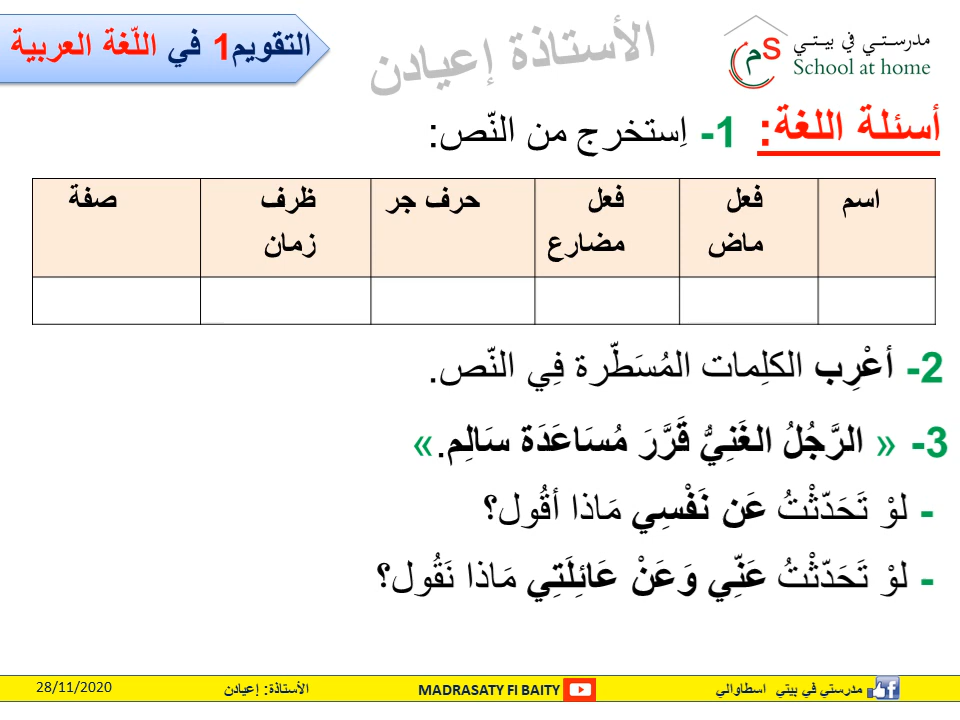 التقويم1 في اللّغة العربية
الأستاذة إعيادن
مدرستي في بيتي
School at home
أسئلة اللغة: 1- اِستخرج من النّص:
اسم | فعل ماض | فعل مضارع | حرف جر | ظرف زمان | صفة
2- أعْرِب الكلِمات المُسَطّرة فِي النّص.
3- « الرَّجُلُ الغَنِيُّ قَرَّرَ مُسَاعَدَة سَالِم.»
- لوْ تَحَدّثْتُ عَن نَفْسِي مَاذا أقُول؟
- لوْ تَحَدّثْتُ عَنِّي وَعَنْ عَائِلَتِي مَاذا نَقُول؟
مدرستي في بيتي اسطاوالي
MADRASATY FI BAITY
الأستاذة: إعيادن
28/11/2020